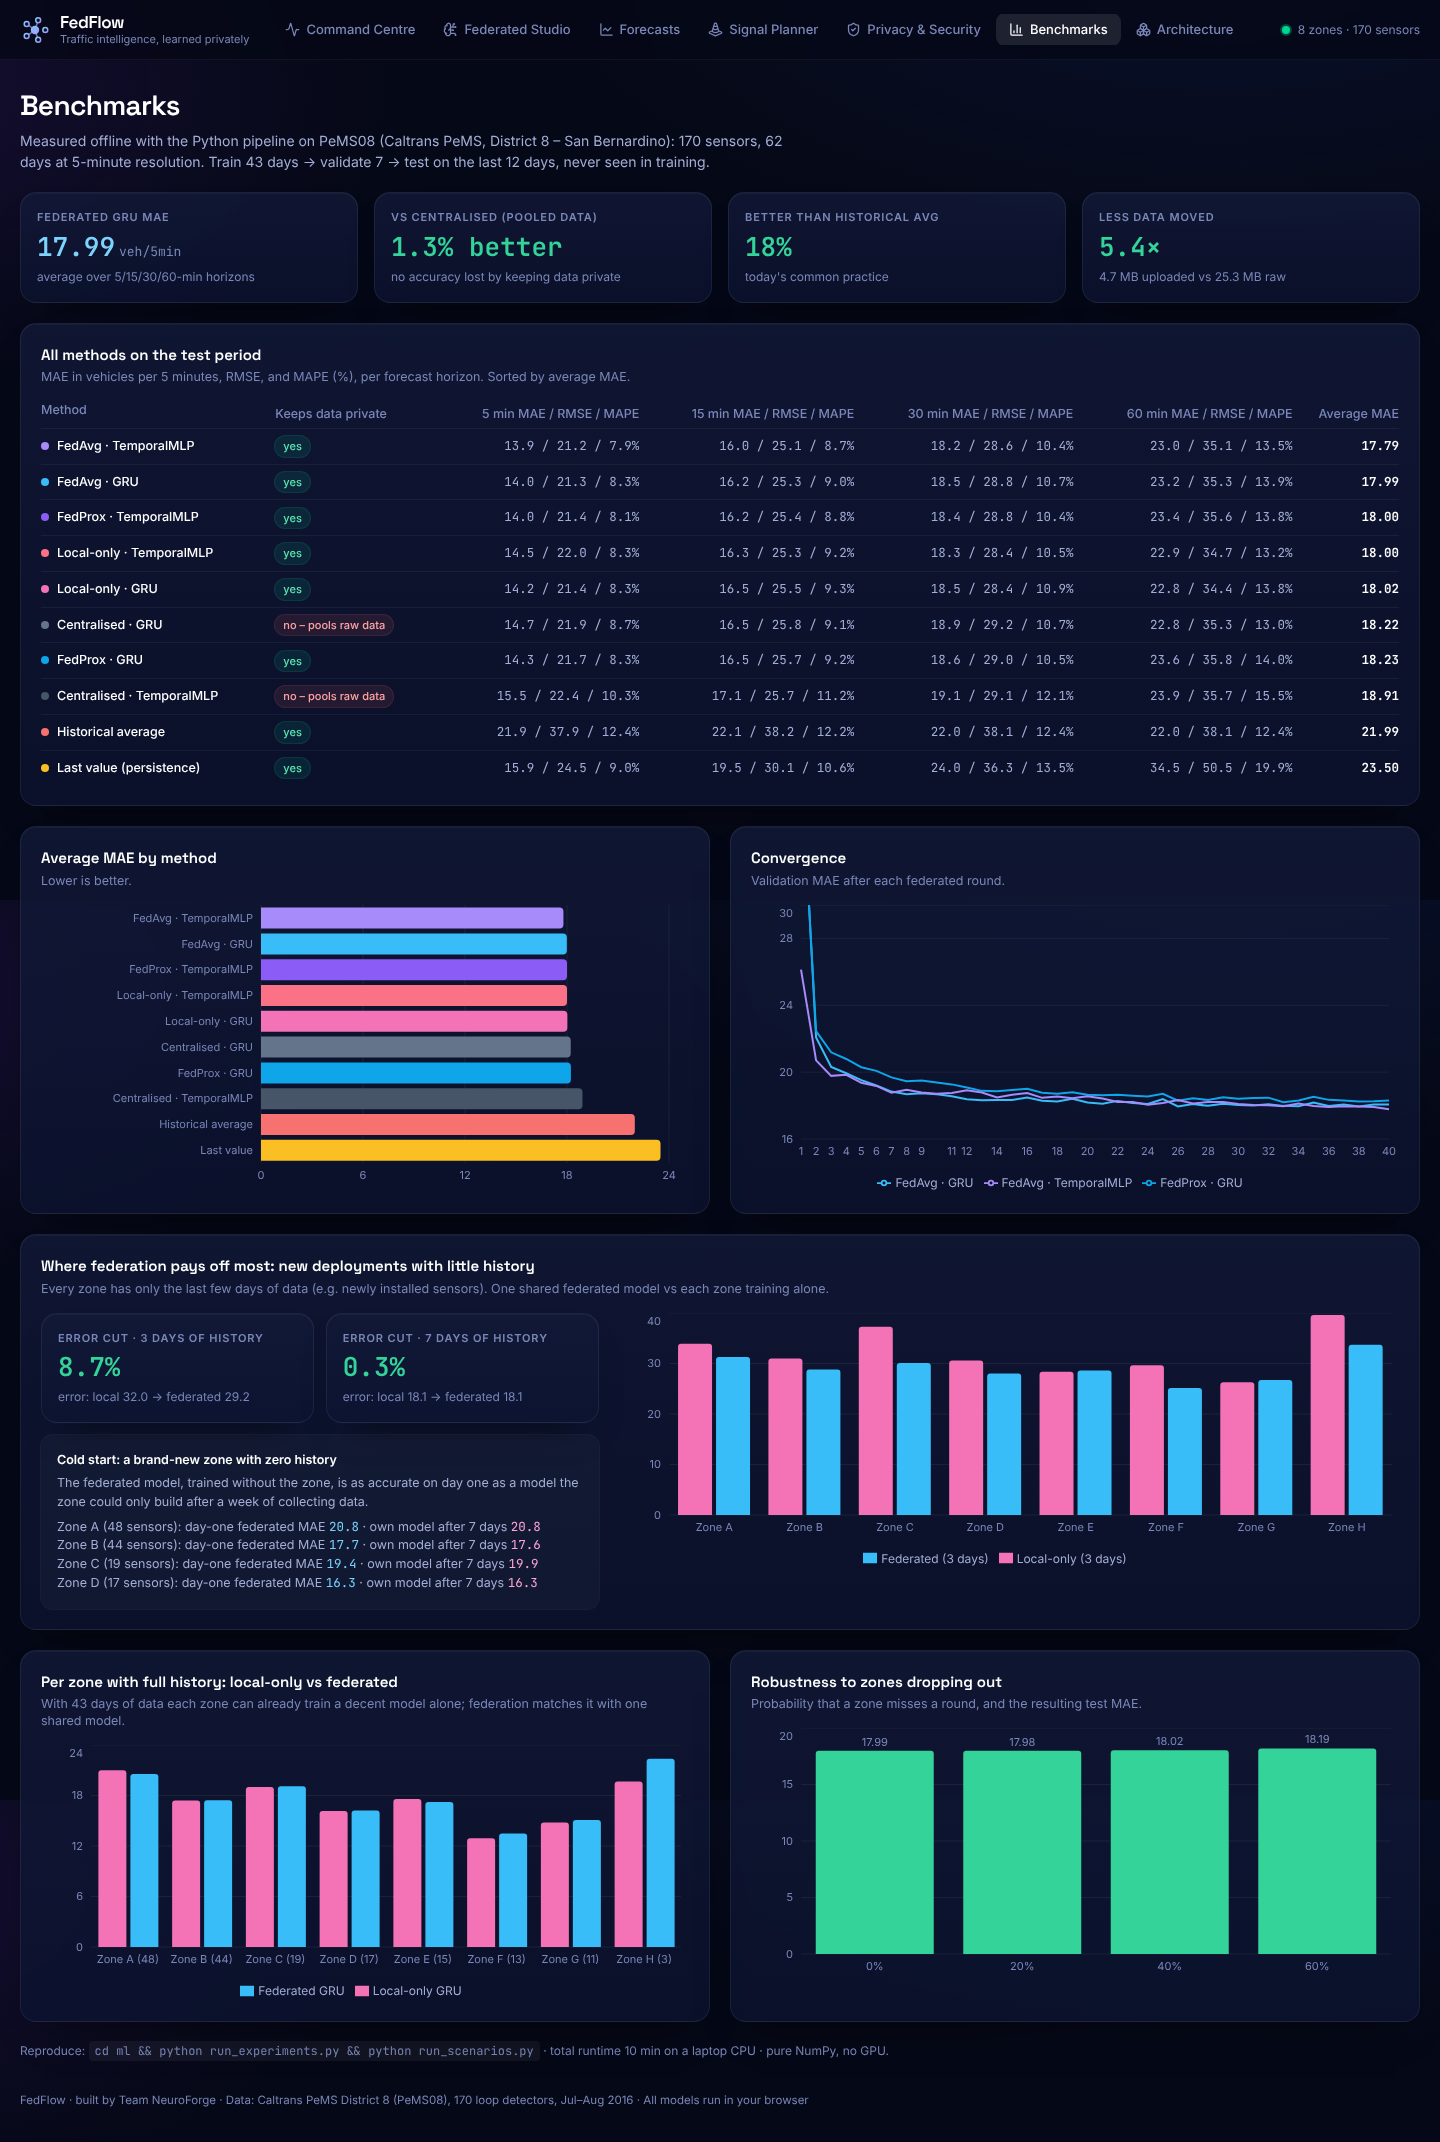 FedFlow
Traffic intelligence, learned privately
Command Centre
Federated Studio
Forecasts
Signal Planner
Privacy & Security
Benchmarks
Architecture
8 zones · 170 sensors
Benchmarks
Measured offline with the Python pipeline on PeMS08 (Caltrans PeMS, District 8 – San Bernardino): 170 sensors, 62
days at 5-minute resolution. Train 43 days → validate 7 → test on the last 12 days, never seen in training.
FEDERATED GRU MAE
17.99 veh/5min
average over 5/15/30/60-min horizons
VS CENTRALISED (POOLED DATA)
1.3% better
no accuracy lost by keeping data private
BETTER THAN HISTORICAL AVG
18%
today's common practice
LESS DATA MOVED
5.4×
4.7 MB uploaded vs 25.3 MB raw
All methods on the test period
MAE in vehicles per 5 minutes, RMSE, and MAPE (%), per forecast horizon. Sorted by average MAE.
Method Keeps data private 5 min MAE / RMSE / MAPE 15 min MAE / RMSE / MAPE 30 min MAE / RMSE / MAPE 60 min MAE / RMSE / MAPE Average MAE
FedAvg · TemporalMLP yes 13.9 / 21.2 / 7.9% 16.0 / 25.1 / 8.7% 18.2 / 28.6 / 10.4% 23.0 / 35.1 / 13.5% 17.79
FedAvg · GRU yes 14.0 / 21.3 / 8.3% 16.2 / 25.3 / 9.0% 18.5 / 28.8 / 10.7% 23.2 / 35.3 / 13.9% 17.99
FedProx · TemporalMLP yes 14.0 / 21.4 / 8.1% 16.2 / 25.4 / 8.8% 18.4 / 28.8 / 10.4% 23.4 / 35.6 / 13.8% 18.00
Local-only · TemporalMLP yes 14.5 / 22.0 / 8.3% 16.3 / 25.3 / 9.2% 18.3 / 28.4 / 10.5% 22.9 / 34.7 / 13.2% 18.00
Local-only · GRU yes 14.2 / 21.4 / 8.3% 16.5 / 25.5 / 9.3% 18.5 / 28.4 / 10.9% 22.8 / 34.4 / 13.8% 18.02
Centralised · GRU no – pools raw data 14.7 / 21.9 / 8.7% 16.5 / 25.8 / 9.1% 18.9 / 29.2 / 10.7% 22.8 / 35.3 / 13.0% 18.22
FedProx · GRU yes 14.3 / 21.7 / 8.3% 16.5 / 25.7 / 9.2% 18.6 / 29.0 / 10.5% 23.6 / 35.8 / 14.0% 18.23
Centralised · TemporalMLP no – pools raw data 15.5 / 22.4 / 10.3% 17.1 / 25.7 / 11.2% 19.1 / 29.1 / 12.1% 23.9 / 35.7 / 15.5% 18.91
Historical average yes 21.9 / 37.9 / 12.4% 22.1 / 38.2 / 12.2% 22.0 / 38.1 / 12.4% 22.0 / 38.1 / 12.4% 21.99
Last value (persistence) yes 15.9 / 24.5 / 9.0% 19.5 / 30.1 / 10.6% 24.0 / 36.3 / 13.5% 34.5 / 50.5 / 19.9% 23.50
Average MAE by method
Lower is better.
FedAvg · TemporalMLP
FedAvg · GRU
FedProx · TemporalMLP
Local-only · TemporalMLP
Local-only · GRU
Centralised · GRU
FedProx · GRU
Centralised · TemporalMLP
Historical average
Last value
0 6 12 18 24
Convergence
Validation MAE after each federated round.
30
28
24
20
16
1 2 3 4 5 6 7 8 9 11 12 14 16 18 20 22 24 26 28 30 32 34 36 38 40
FedAvg · GRU FedAvg · TemporalMLP FedProx · GRU
Where federation pays off most: new deployments with little history
Every zone has only the last few days of data (e.g. newly installed sensors). One shared federated model vs each zone training alone.
ERROR CUT · 3 DAYS OF HISTORY
8.7%
error: local 32.0 → federated 29.2
ERROR CUT · 7 DAYS OF HISTORY
0.3%
error: local 18.1 → federated 18.1
Cold start: a brand-new zone with zero history
The federated model, trained without the zone, is as accurate on day one as a model the
zone could only build after a week of collecting data.
Zone A (48 sensors): day-one federated MAE 20.8 · own model after 7 days 20.8
Zone B (44 sensors): day-one federated MAE 17.7 · own model after 7 days 17.6
Zone C (19 sensors): day-one federated MAE 19.4 · own model after 7 days 19.9
Zone D (17 sensors): day-one federated MAE 16.3 · own model after 7 days 16.3
40
30
20
10
0
Zone A Zone B Zone C Zone D Zone E Zone F Zone G Zone H
Federated (3 days) Local-only (3 days)
Per zone with full history: local-only vs federated
With 43 days of data each zone can already train a decent model alone; federation matches it with one
shared model.
24
18
12
6
0
Zone A (48) Zone B (44) Zone C (19) Zone D (17) Zone E (15) Zone F (13) Zone G (11) Zone H (3)
Federated GRU Local-only GRU
Robustness to zones dropping out
Probability that a zone misses a round, and the resulting test MAE.
20
15
10
5
0
17.99 17.98 18.02 18.19
0% 20% 40% 60%
Reproduce: cd ml && python run_experiments.py && python run_scenarios.py · total runtime 10 min on a laptop CPU · pure NumPy, no GPU.
FedFlow · built by Team NeuroForge · Data: Caltrans PeMS District 8 (PeMS08), 170 loop detectors, Jul–Aug 2016 · All models run in your browser